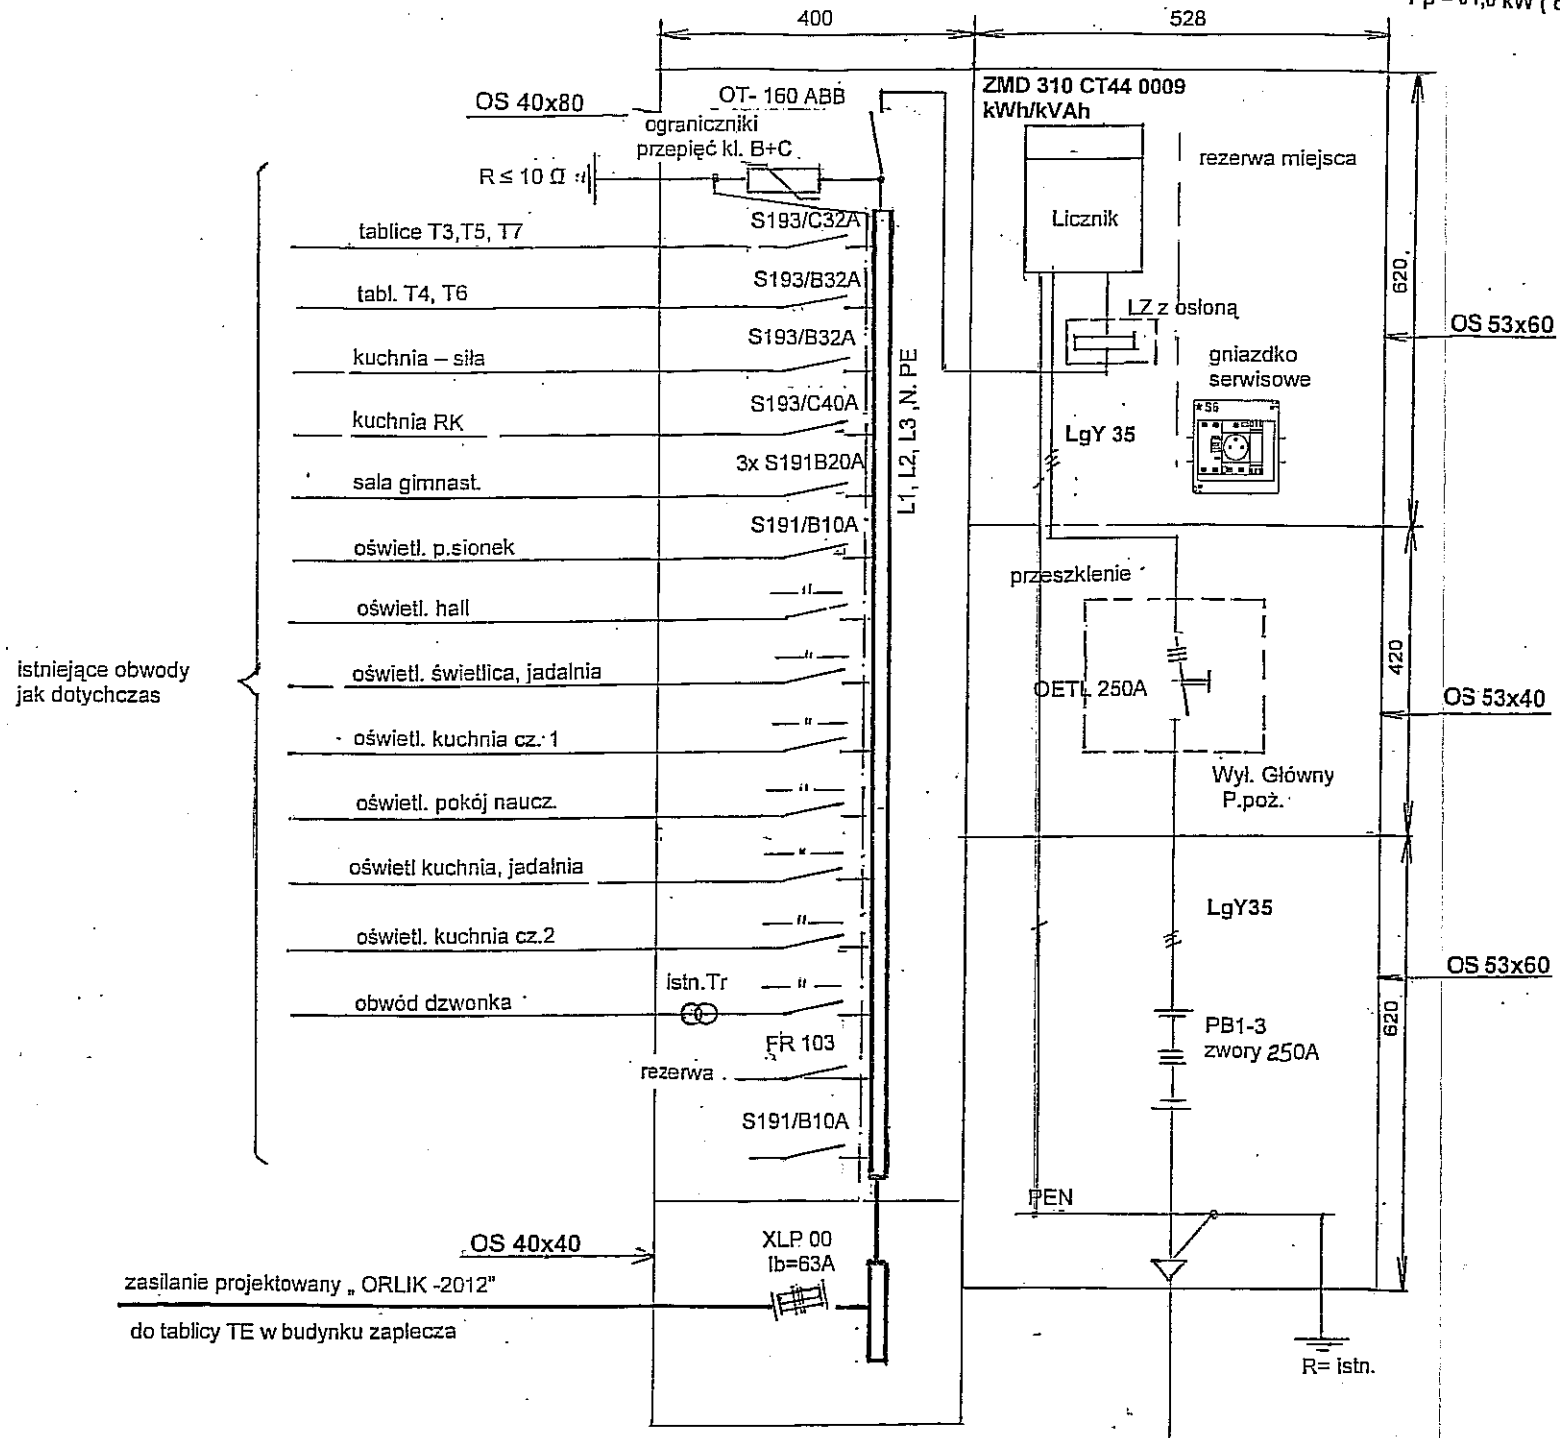 400
528
OS 40x80
OT- 160 ABB
ograniczniki
przepięć kl. B+C
R ≤ 10 Ω
ZMD 310 CT44 0009
kWh/kVAh
rezerwa miejsca
Licznik
tablice T3,T5, T7
S193/C32A
tabl. T4, T6
S193/B32A
kuchnia – siła
S193/B32A
kuchnia RK
S193/C40A
sala gimnast.
3x S191B20A
oświetl. p.sionek
S191/B10A
oświetl. hall
"
oświetl. świetlica, jadalnia
"
oświetl. kuchnia cz. 1
"
oświetl. pokój naucz.
"
oświetl kuchnia, jadalnia
"
oświetl. kuchnia cz.2
"
obwód dzwonka
istn.Tr
"
FR 103
rezerwa
S191/B10A
istniejące obwody
jak dotychczas
L1, L2, L3 ,N. PE
LZ z osłoną
gniazdko
serwisowe
S6
LgY 35
620
OS 53x60
przeszklenie
OETL 250A
Wył. Główny
P.poż.
420
OS 53x40
LgY35
PB1-3
zwory 250A
620
OS 53x60
PEN
R= istn.
OS 40x40
XLP 00
Ib=63A
zasilanie projektowany „ ORLIK -2012"
do tablicy TE w budynku zaplecza